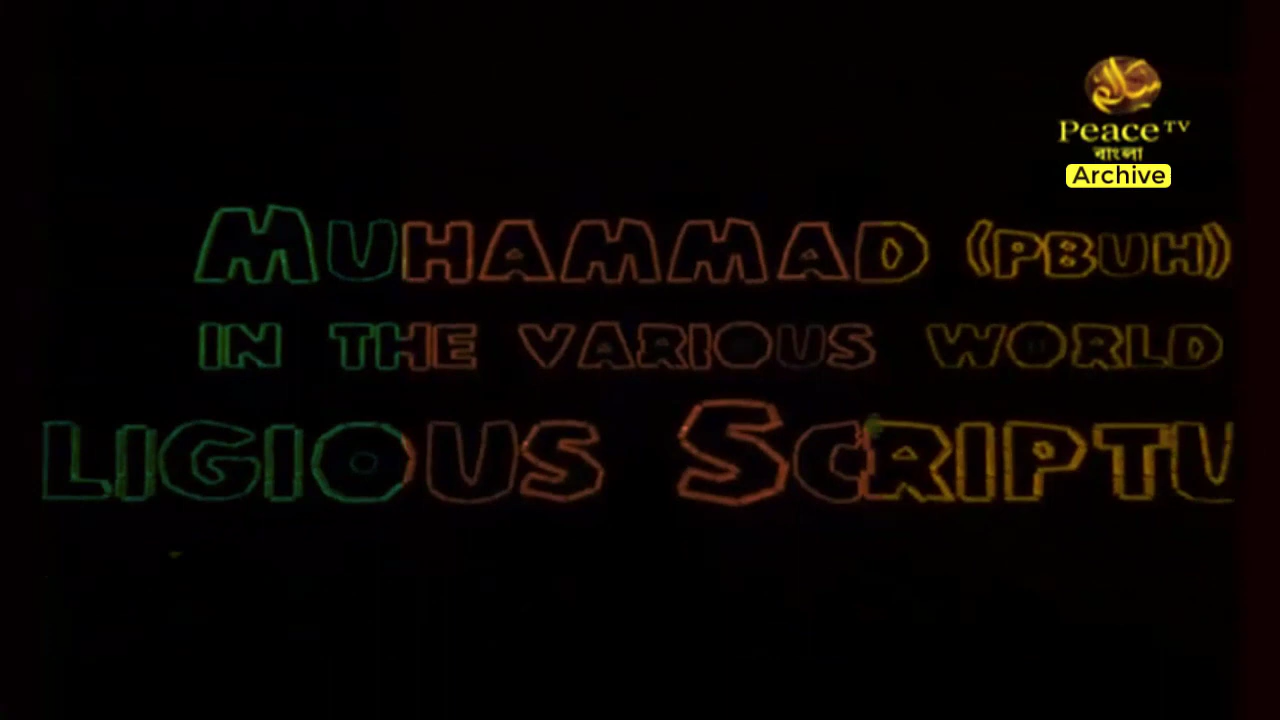 Peace TV
বাংলা
Archive
MUHAMMAD (PBUH)
IN THE VARIOUS WORLD
LIGIOUS SCRIPTU